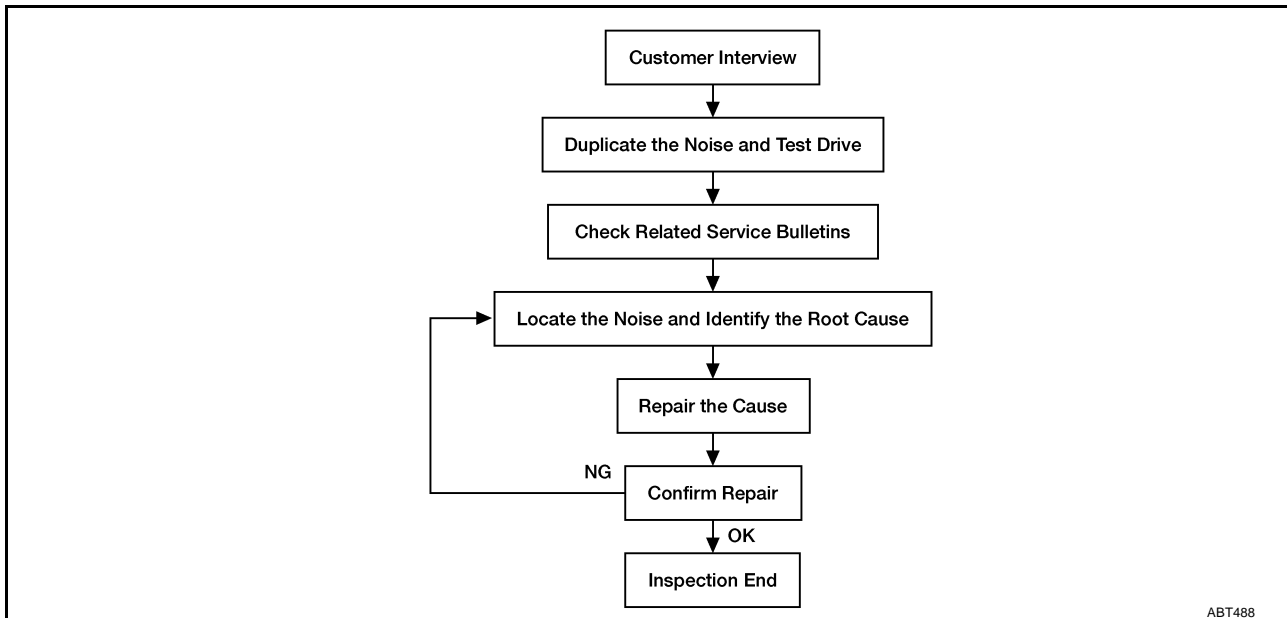 Customer Interview
Duplicate the Noise and Test Drive
Check Related Service Bulletins
Locate the Noise and Identify the Root Cause
Repair the Cause
NG
Confirm Repair
OK
Inspection End
ABT488